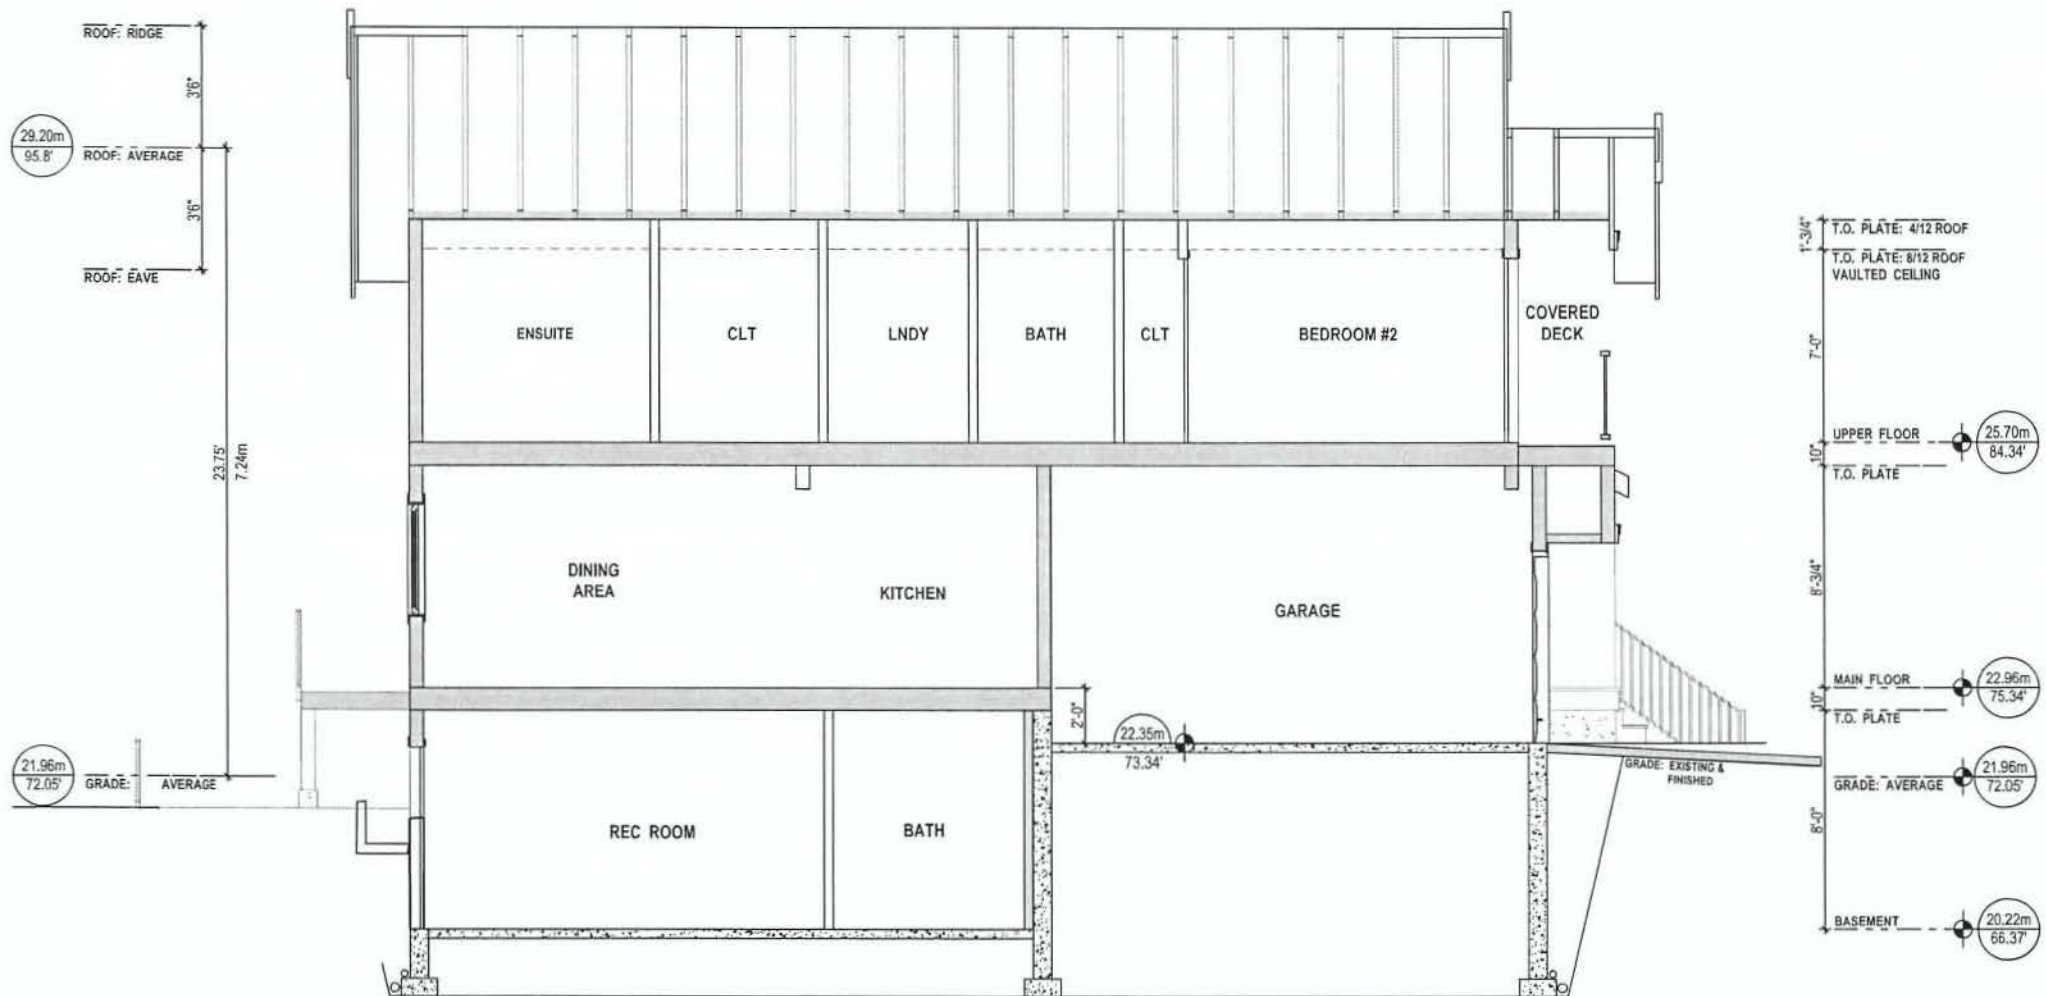 ROOF: RIDGE
3'6"
29.20m
95.8'
ROOF: AVERAGE
3'6"
ROOF: EAVE
23.75'
7.24m
21.96m
72.05'
GRADE: AVERAGE
ENSUITE
CLT
LNDY
BATH
CLT
BEDROOM #2
COVERED
DECK
DINING
AREA
KITCHEN
GARAGE
2'-0"
22.35m
73.34'
REC ROOM
BATH
GRADE: EXISTING &
FINISHED
1'-3/4"
T.O. PLATE: 4/12 ROOF
T.O. PLATE: 8/12 ROOF
VAULTED CEILING
7'-0"
UPPER FLOOR
25.70m
84.34'
10"
T.O. PLATE
8'-3/4"
MAIN FLOOR
22.96m
75.34'
10"
T.O. PLATE
GRADE: AVERAGE
21.96m
72.05'
8'-0"
BASEMENT
20.22m
66.37'